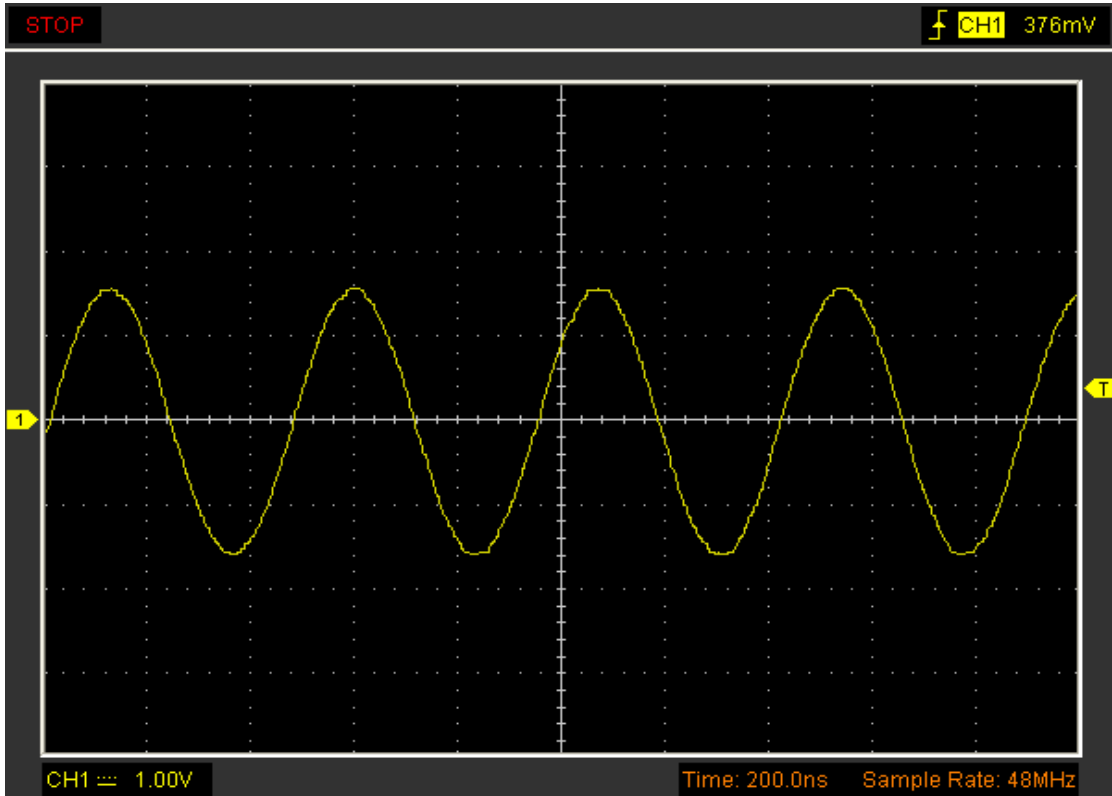 STOP
CH1 376mV
1
T
CH1 1.00V
Time: 200.0ns Sample Rate: 48MHz